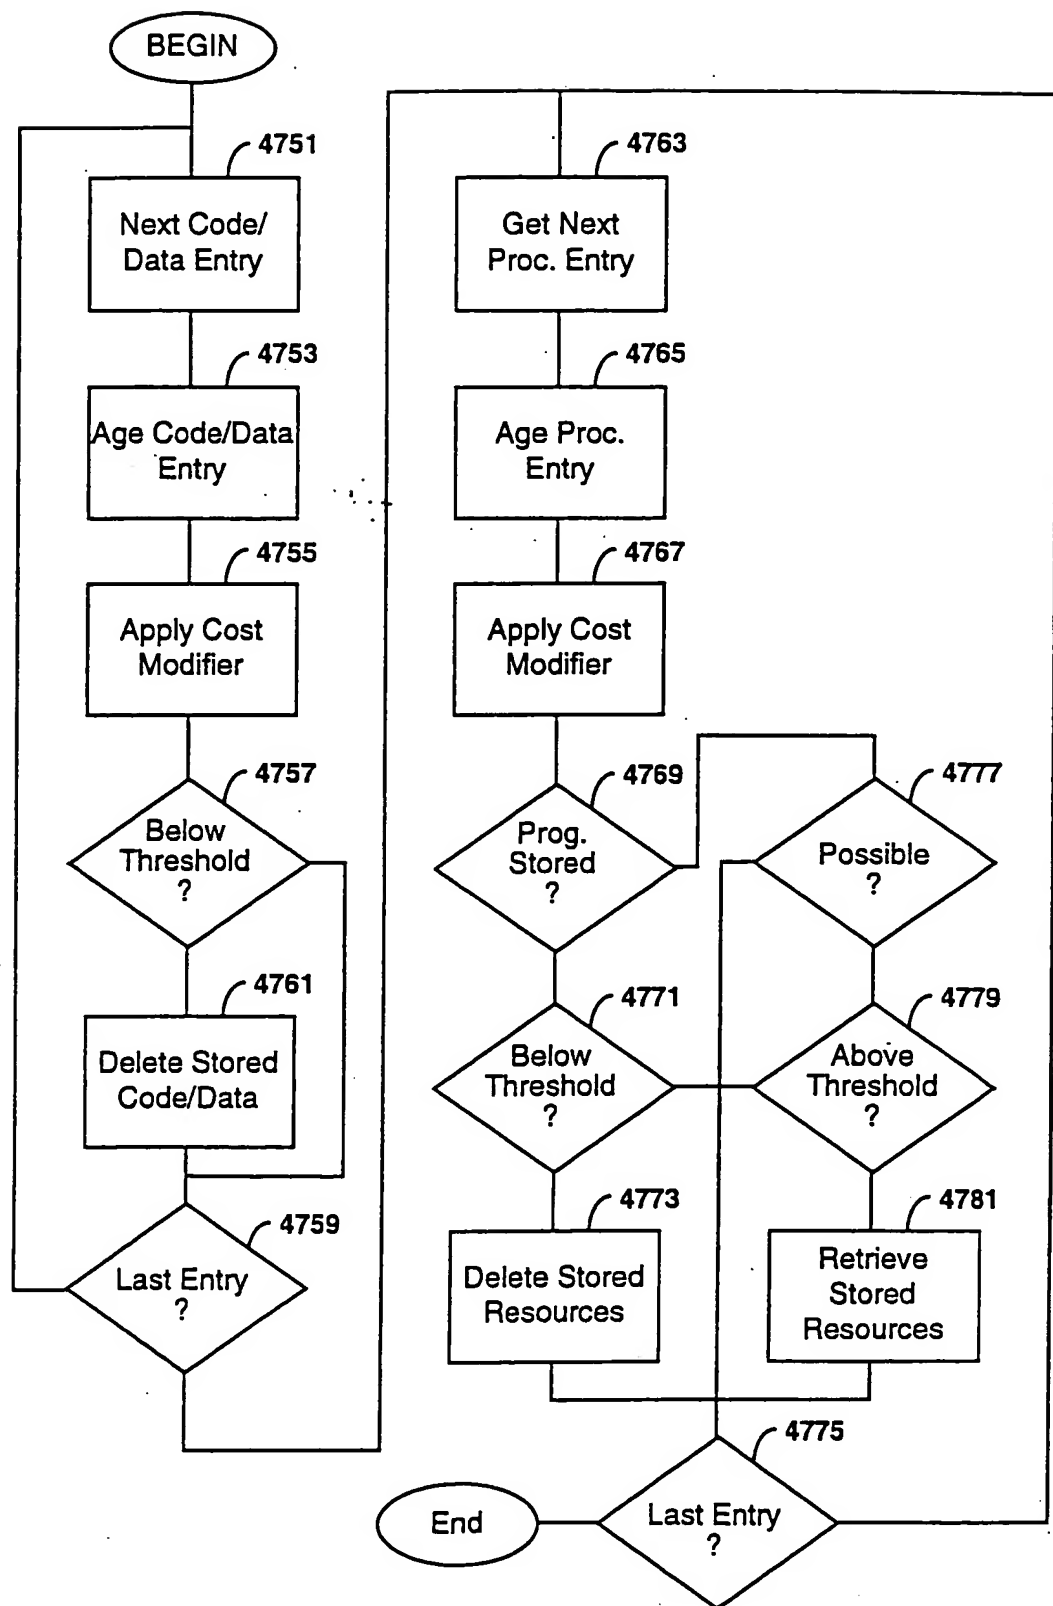 BEGIN
4751
Next Code/
Data Entry
4753
Age Code/Data
Entry
4755
Apply Cost
Modifier
4757
Below
Threshold
?
4761
Delete Stored
Code/Data
4759
Last Entry
?
4763
Get Next
Proc. Entry
4765
Age Proc.
Entry
4767
Apply Cost
Modifier
4769
Prog.
Stored
?
4771
Below
Threshold
?
4773
Delete Stored
Resources
4777
Possible
?
4779
Above
Threshold
?
4781
Retrieve
Stored
Resources
4775
Last Entry
?
End